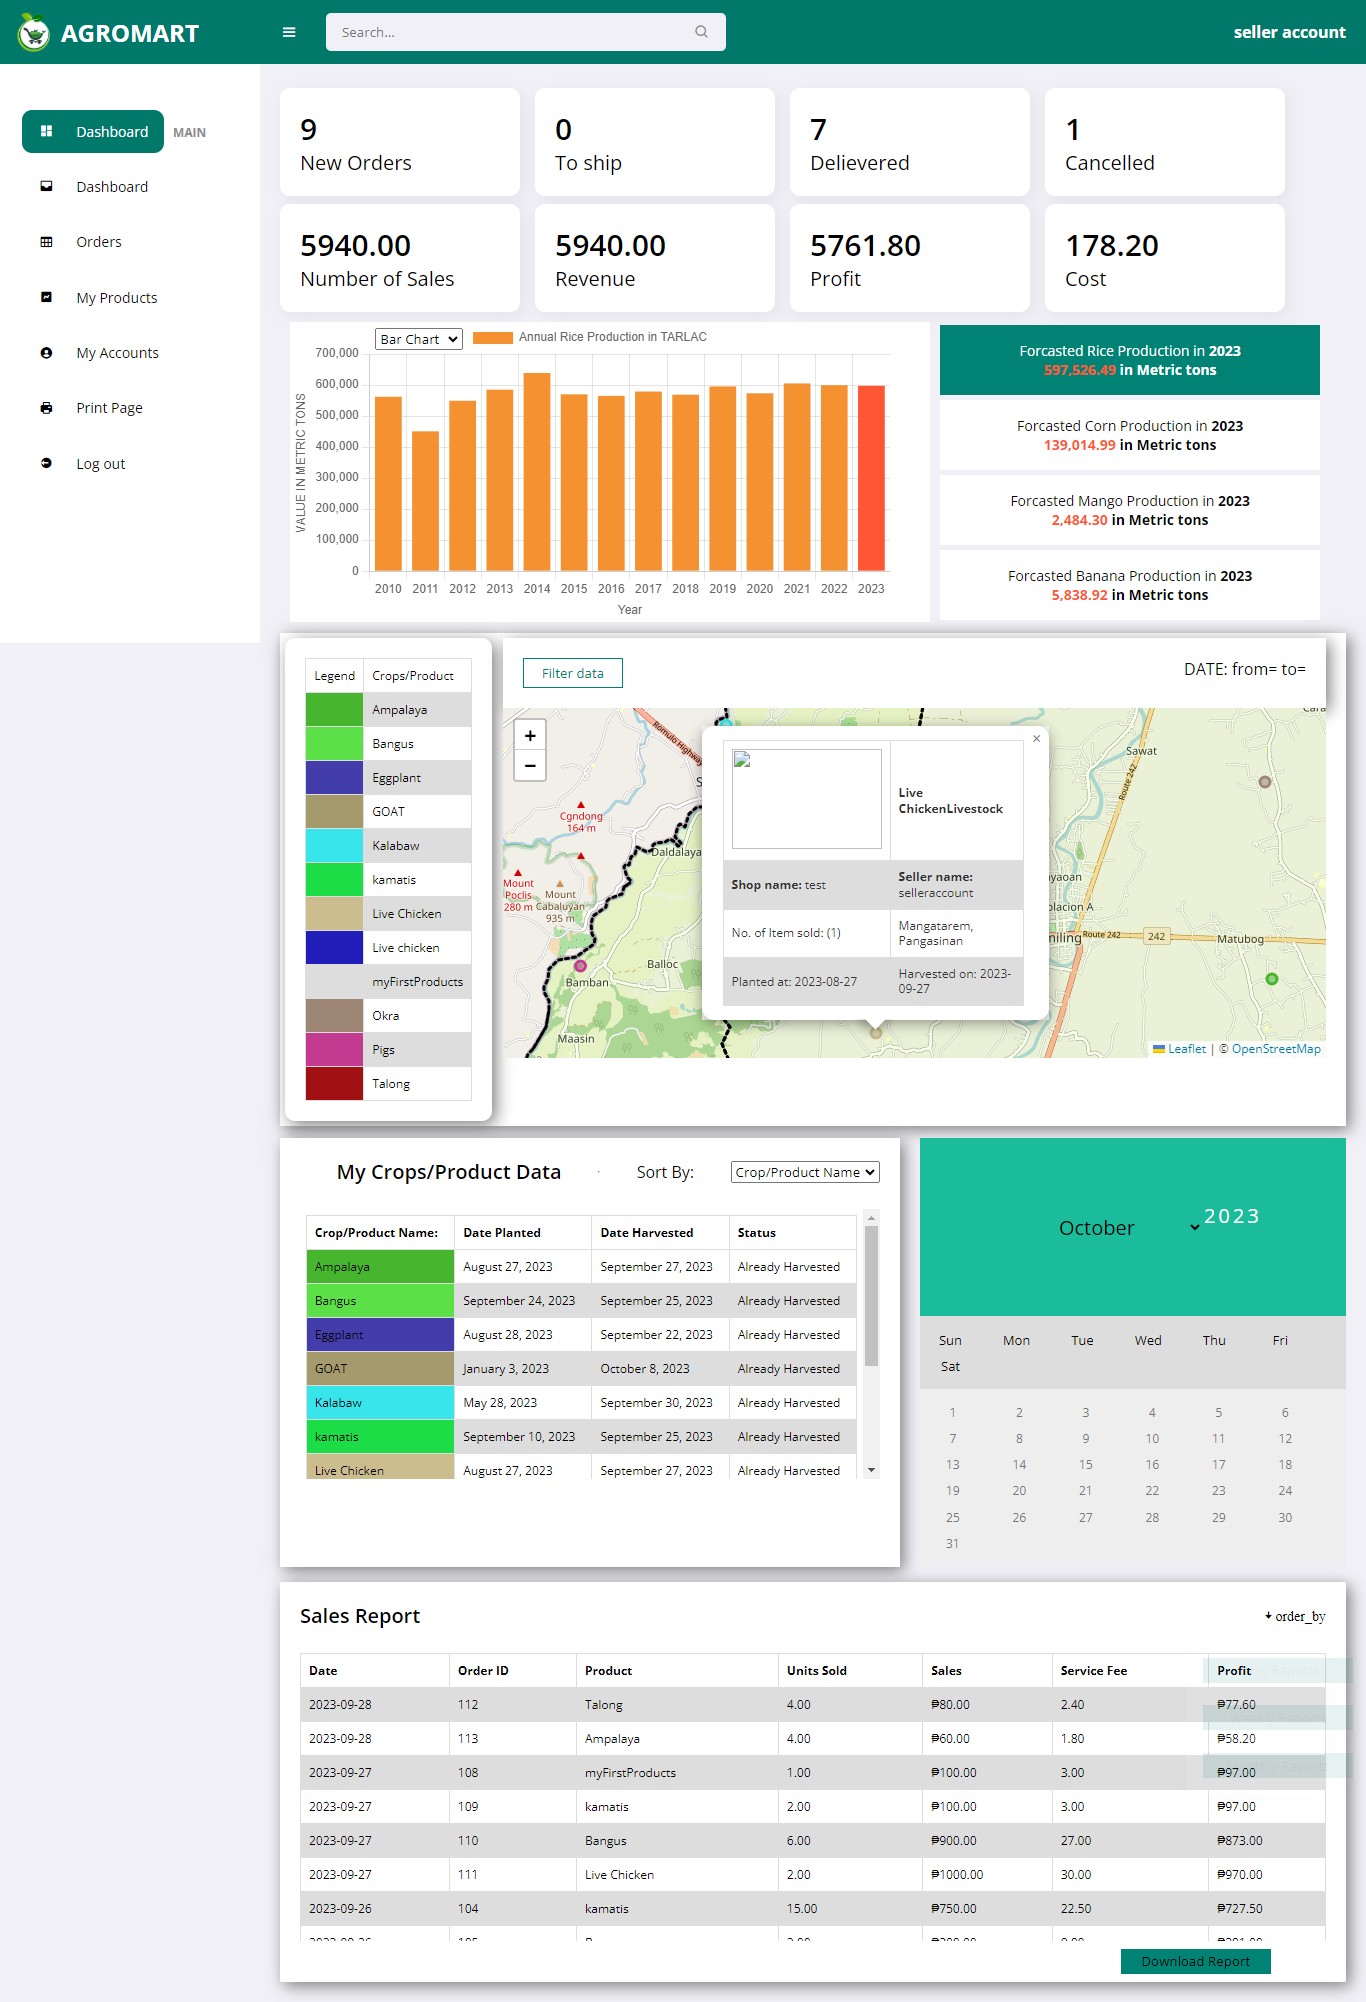 AGROMART
Search...
seller account
Dashboard MAIN
Dashboard
Orders
My Products
My Accounts
Print Page
Log out
9
New Orders
0
To ship
7
Delievered
1
Cancelled
5940.00
Number of Sales
5940.00
Revenue
5761.80
Profit
178.20
Cost
Bar Chart
Annual Rice Production in TARLAC
VALUE IN METRIC TONS
700,000
600,000
500,000
400,000
300,000
200,000
100,000
0
2010 2011 2012 2013 2014 2015 2016 2017 2018 2019 2020 2021 2022 2023
Year
Forcasted Rice Production in 2023
597,526.49 in Metric tons
Forcasted Corn Production in 2023
139,014.99 in Metric tons
Forcasted Mango Production in 2023
2,484.30 in Metric tons
Forcasted Banana Production in 2023
5,838.92 in Metric tons
Legend Crops/Product
Ampalaya
Bangus
Eggplant
GOAT
Kalabaw
kamatis
Live Chicken
Live chicken
myFirstProducts
Okra
Pigs
Talong
Filter data
DATE: from= to=
+
−
Romulo Highway
Cgndong
164 m
Daldalaya
Mount
Poclis
280 m
Mount
Cabaluyan
935 m
Balloc
Bamban
Maasin
Sawat
Route 242
ayaoan
blacion A
niling
Route 242
242
Route 242
Matubog
×
Live
ChickenLivestock
Shop name: test
Seller name:
selleraccount
No. of Item sold: (1)
Mangatarem,
Pangasinan
Planted at: 2023-08-27
Harvested on: 2023-
09-27
Leaflet | © OpenStreetMap
My Crops/Product Data
Sort By:
Crop/Product Name
Crop/Product Name: Date Planted Date Harvested Status
Ampalaya August 27, 2023 September 27, 2023 Already Harvested
Bangus September 24, 2023 September 25, 2023 Already Harvested
Eggplant August 28, 2023 September 22, 2023 Already Harvested
GOAT January 3, 2023 October 8, 2023 Already Harvested
Kalabaw May 28, 2023 September 30, 2023 Already Harvested
kamatis September 10, 2023 September 25, 2023 Already Harvested
Live Chicken August 27, 2023 September 27, 2023 Already Harvested
October 2023
Sun Mon Tue Wed Thu Fri
Sat
1 2 3 4 5 6
7 8 9 10 11 12
13 14 15 16 17 18
19 20 21 22 23 24
25 26 27 28 29 30
31
Sales Report
order_by
Date Order ID Product Units Sold Sales Service Fee Profit
2023-09-28 112 Talong 4.00 ₱80.00 2.40 ₱77.60
2023-09-28 113 Ampalaya 4.00 ₱60.00 1.80 ₱58.20
2023-09-27 108 myFirstProducts 1.00 ₱100.00 3.00 ₱97.00
2023-09-27 109 kamatis 2.00 ₱100.00 3.00 ₱97.00
2023-09-27 110 Bangus 6.00 ₱900.00 27.00 ₱873.00
2023-09-27 111 Live Chicken 2.00 ₱1000.00 30.00 ₱970.00
2023-09-26 104 kamatis 15.00 ₱750.00 22.50 ₱727.50
Download Report